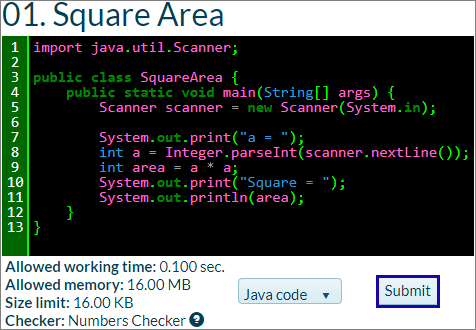 01. Square Area
1 import java.util.Scanner;
2
3 public class SquareArea {
4     public static void main(String[] args) {
5         Scanner scanner = new Scanner(System.in);
6
7         System.out.print("a = ");
8         int a = Integer.parseInt(scanner.nextLine());
9         int area = a * a;
10         System.out.print("Square = ");
11         System.out.println(area);
12     }
13 }
Allowed working time: 0.100 sec.
Allowed memory: 16.00 MB
Size limit: 16.00 KB
Checker: Numbers Checker ?
Java code
Submit